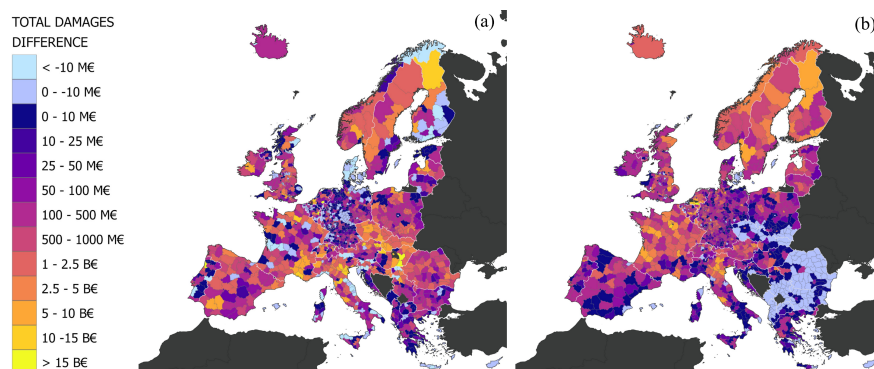 TOTAL DAMAGES
DIFFERENCE
< -10 M€
0 - -10 M€
0 - 10 M€
10 - 25 M€
25 - 50 M€
50 - 100 M€
100 - 500 M€
500 - 1000 M€
1 - 2.5 B€
2.5 - 5 B€
5 - 10 B€
10 -15 B€
> 15 B€
(a)
(b)